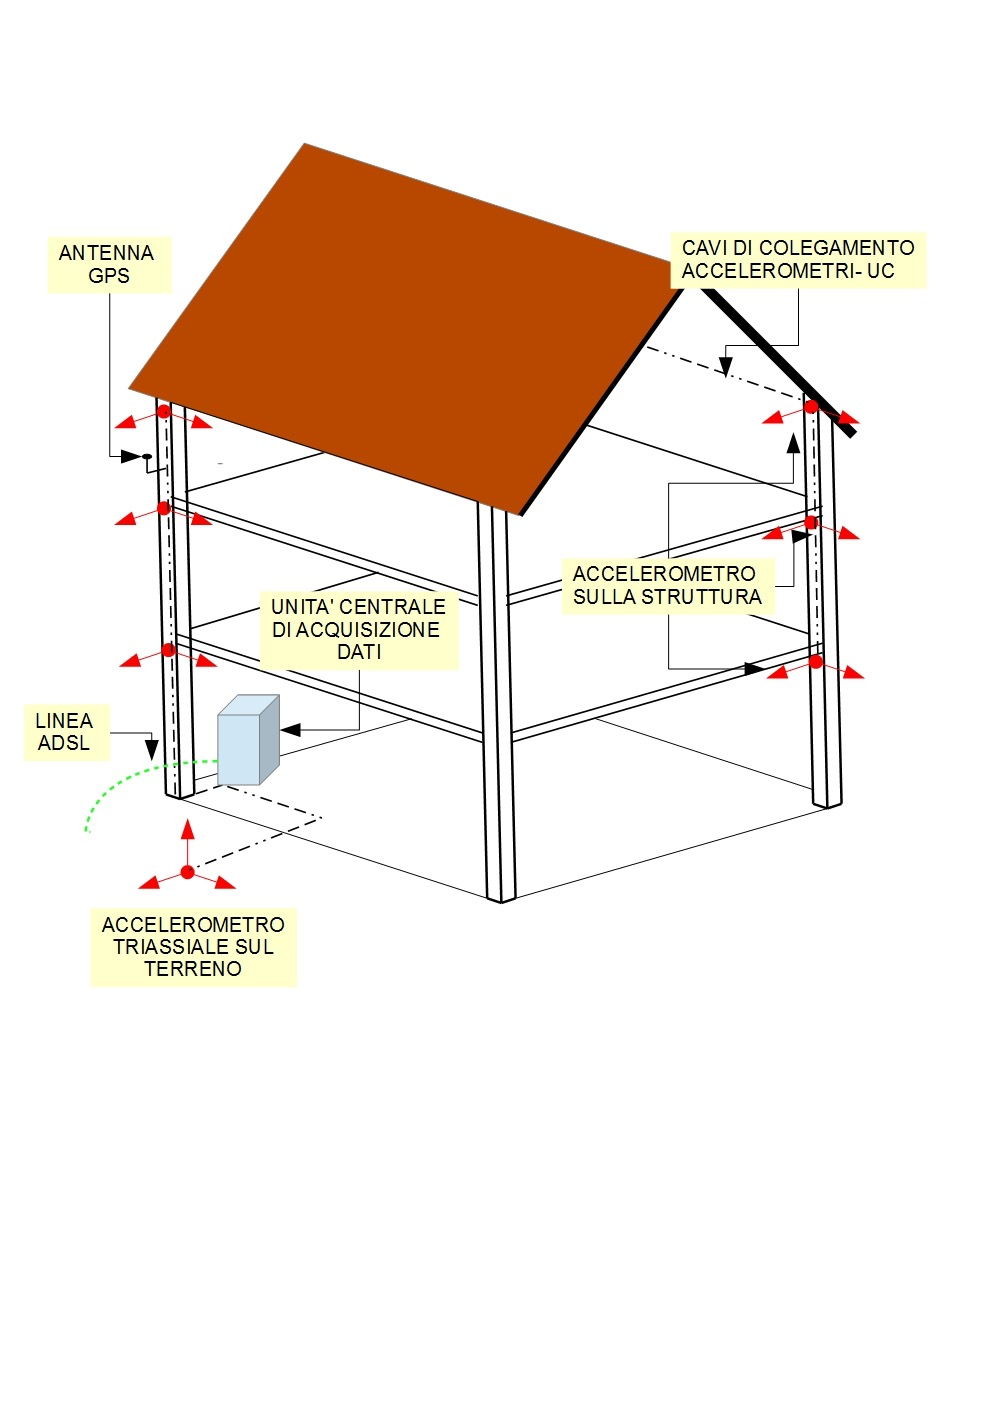 ANTENNA
GPS
CAVI DI COLEGAMENTO
ACCELEROMETRI- UC
ACCELEROMETRO
SULLA STRUTTURA
UNITA' CENTRALE
DI ACQUISIZIONE
DATI
LINEA
ADSL
ACCELEROMETRO
TRIASSIALE SUL
TERRENO